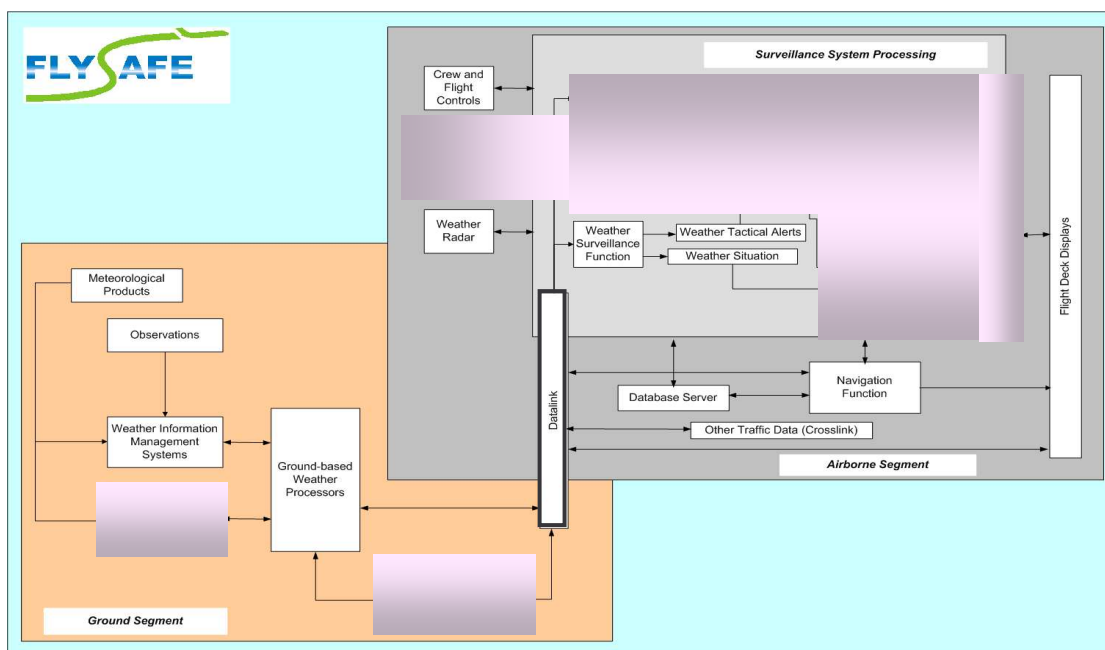 FLYSAFE
Surveillance System Processing
Crew and
Flight
Controls
Weather
Radar
Weather
Surveillance
Function
Weather Tactical Alerts
Weather Situation
Flight Deck Displays
Meteorological
Products
Observations
Weather Information
Management
Systems
Ground-based
Weather
Processors
Datalink
Database Server
Navigation
Function
Other Traffic Data (Crosslink)
Airborne Segment
Ground Segment